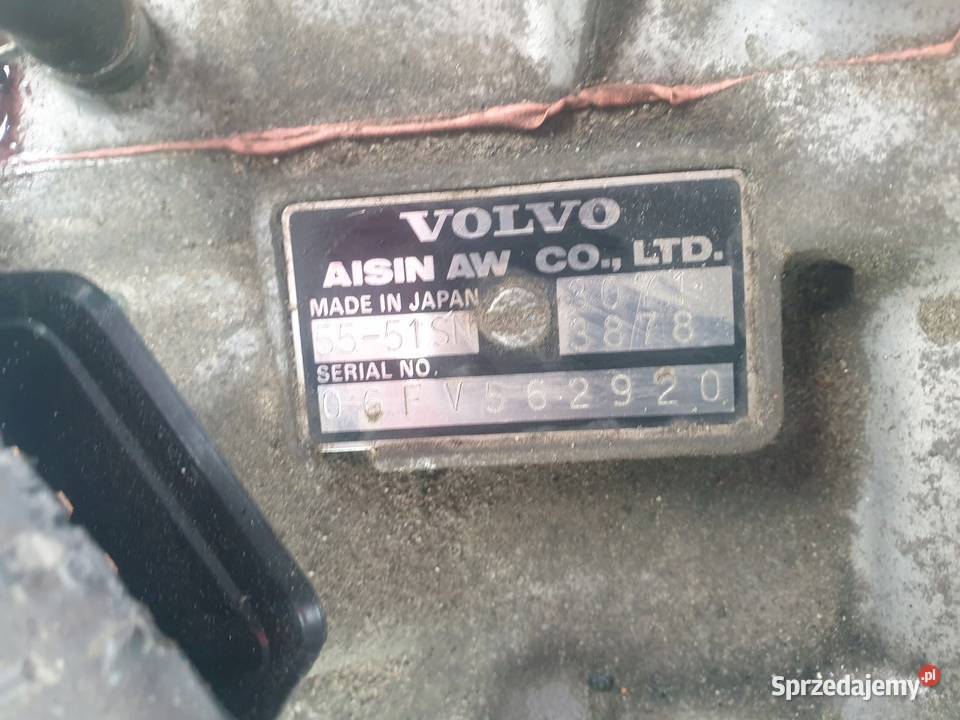 VOLVO
AISIN AW CO., LTD.
MADE IN JAPAN
55-51SN
3878
SERIAL NO.
06FV562920
Sprzedajemy.pl